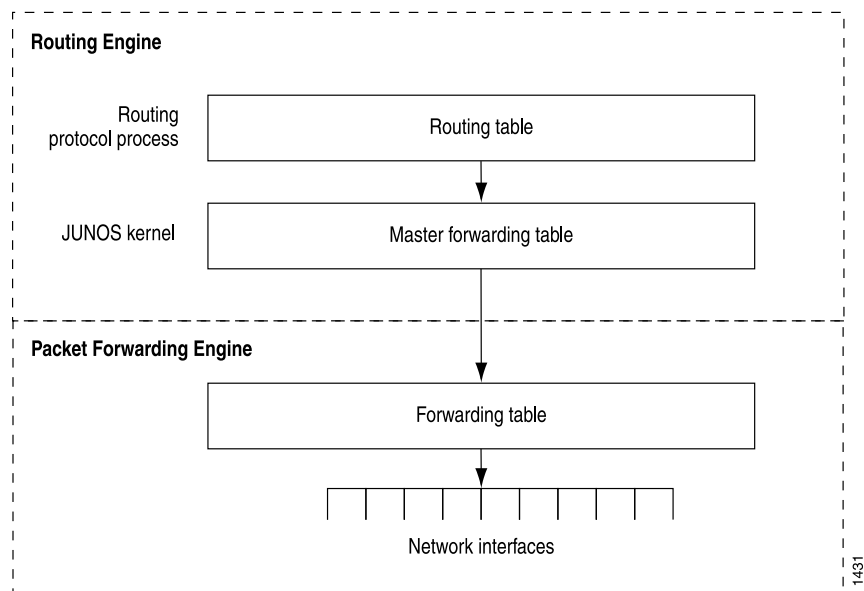 Routing Engine
Routing
protocol process
Routing table
JUNOS kernel
Master forwarding table
Packet Forwarding Engine
Forwarding table
Network interfaces
1431